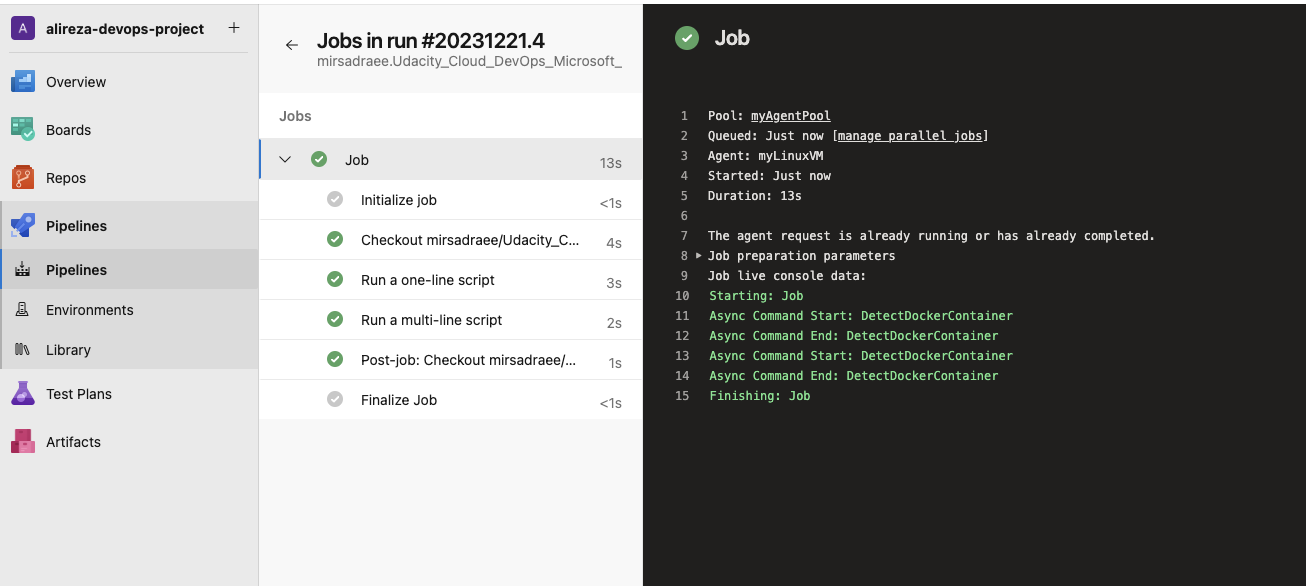 A alireza-devops-project +
Overview
Boards
Repos
Pipelines
Pipelines
Environments
Library
Test Plans
Artifacts
Jobs in run #20231221.4
mirsadraee.Udacity_Cloud_DevOps_Microsoft_
Jobs
Job 13s
Initialize job <1s
Checkout mirsadraee/Udacity_C... 4s
Run a one-line script 3s
Run a multi-line script 2s
Post-job: Checkout mirsadraee/... 1s
Finalize Job <1s
Job
1 Pool: myAgentPool
2 Queued: Just now [manage parallel jobs]
3 Agent: myLinuxVM
4 Started: Just now
5 Duration: 13s
6
7 The agent request is already running or has already completed.
8 Job preparation parameters
9 Job live console data:
10 Starting: Job
11 Async Command Start: DetectDockerContainer
12 Async Command End: DetectDockerContainer
13 Async Command Start: DetectDockerContainer
14 Async Command End: DetectDockerContainer
15 Finishing: Job